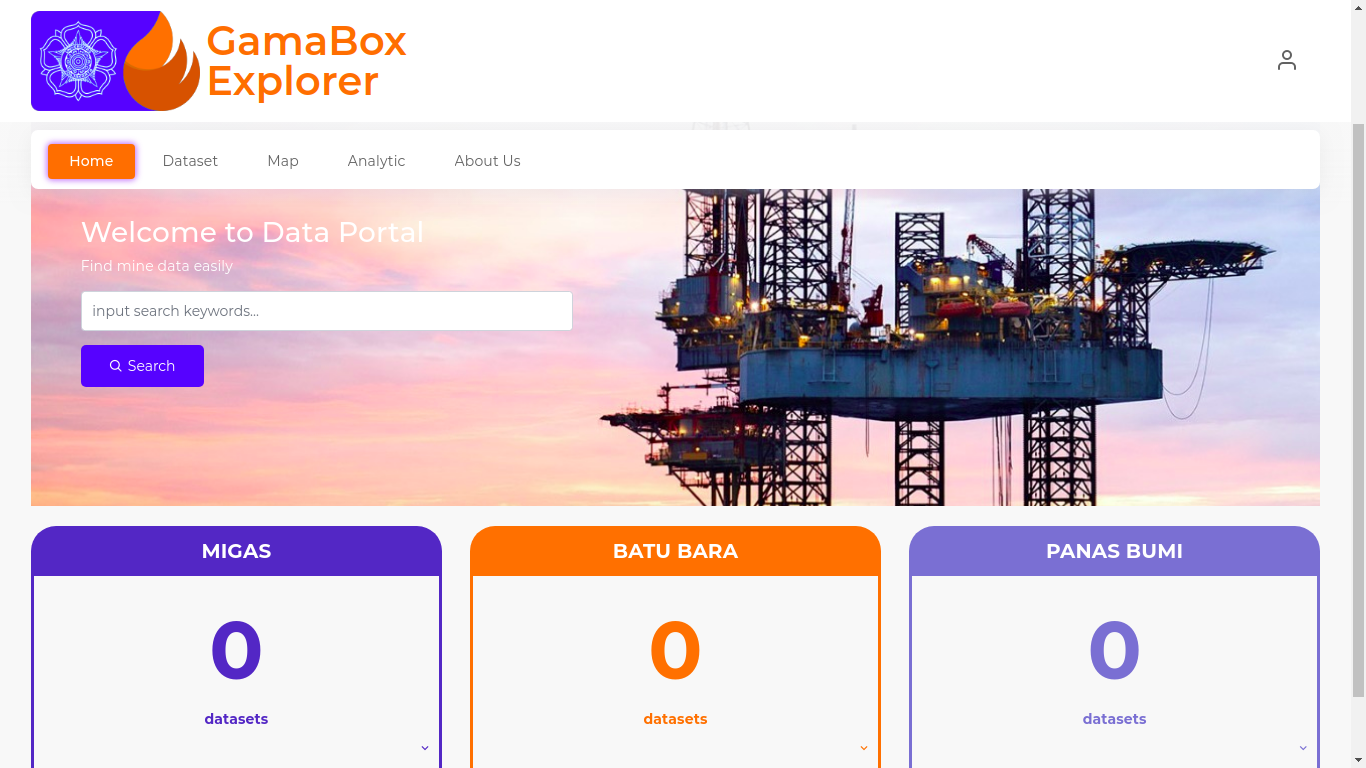 GamaBox
Explorer
Home Dataset Map Analytic About Us
Welcome to Data Portal
Find mine data easily
input search keywords...
Search
MIGAS
0
datasets
BATU BARA
0
datasets
PANAS BUMI
0
datasets